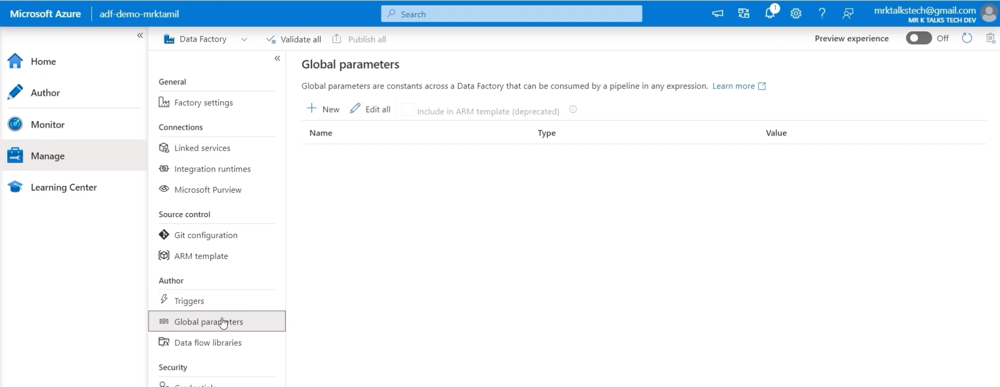 Microsoft Azure
adf-demo-mrktamil
Search
1
mrktalkstech@gmail.com
MR K TALKS TECH DEV
Data Factory
Validate all
Publish all
Preview experience
Off
Home
Author
Monitor
Manage
Learning Center
General
Factory settings
Connections
Linked services
Integration runtimes
Microsoft Purview
Source control
Git configuration
ARM template
Author
Triggers
Global parameters
Data flow libraries
Security
Global parameters
Global parameters are constants across a Data Factory that can be consumed by a pipeline in any expression. Learn more
New
Edit all
Include in ARM template (deprecated)
Name Type Value